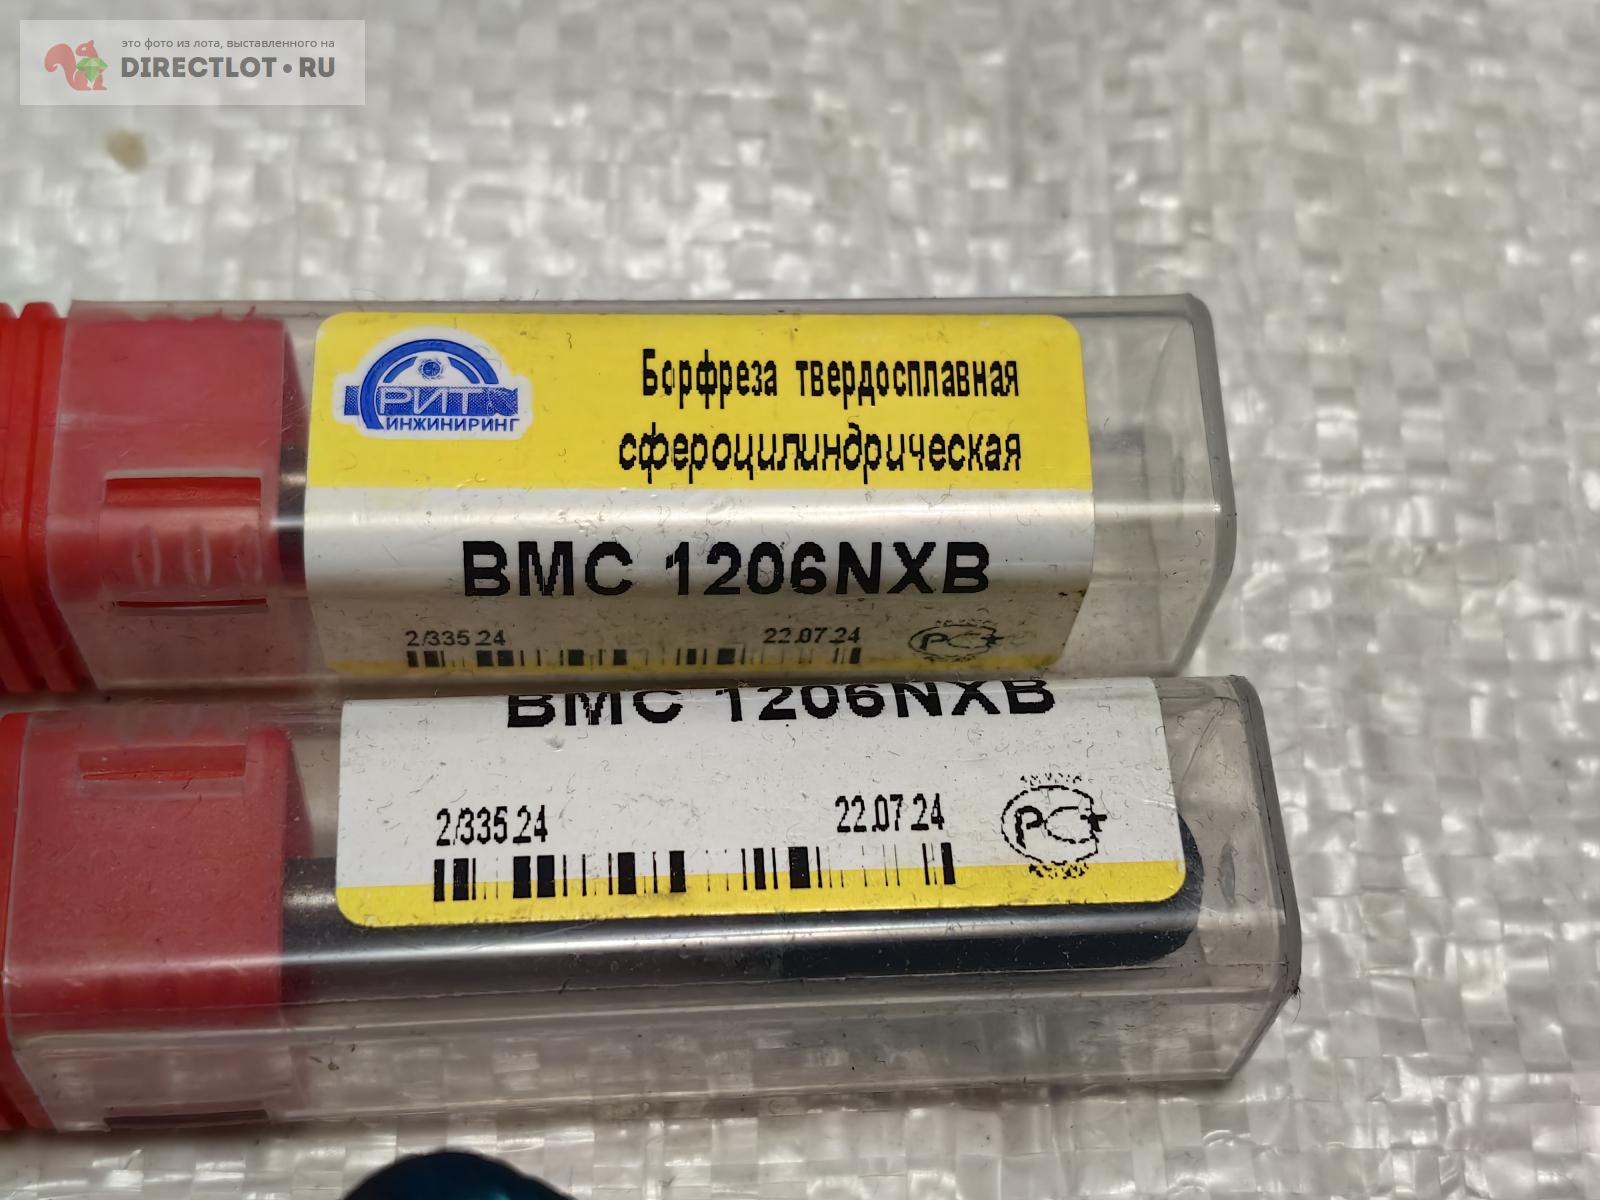 это фото из лота, выставленного на
DIRECTLOT•RU
РИТМ
ИНЖИНИРИНГ
Борфреза твердосплавная
сфероцилиндрическая
BMC 1206NXB
2/335.24 22.07.24
РСТ
BMC 1206NXB
2/335.24 22.07.24
РСТ